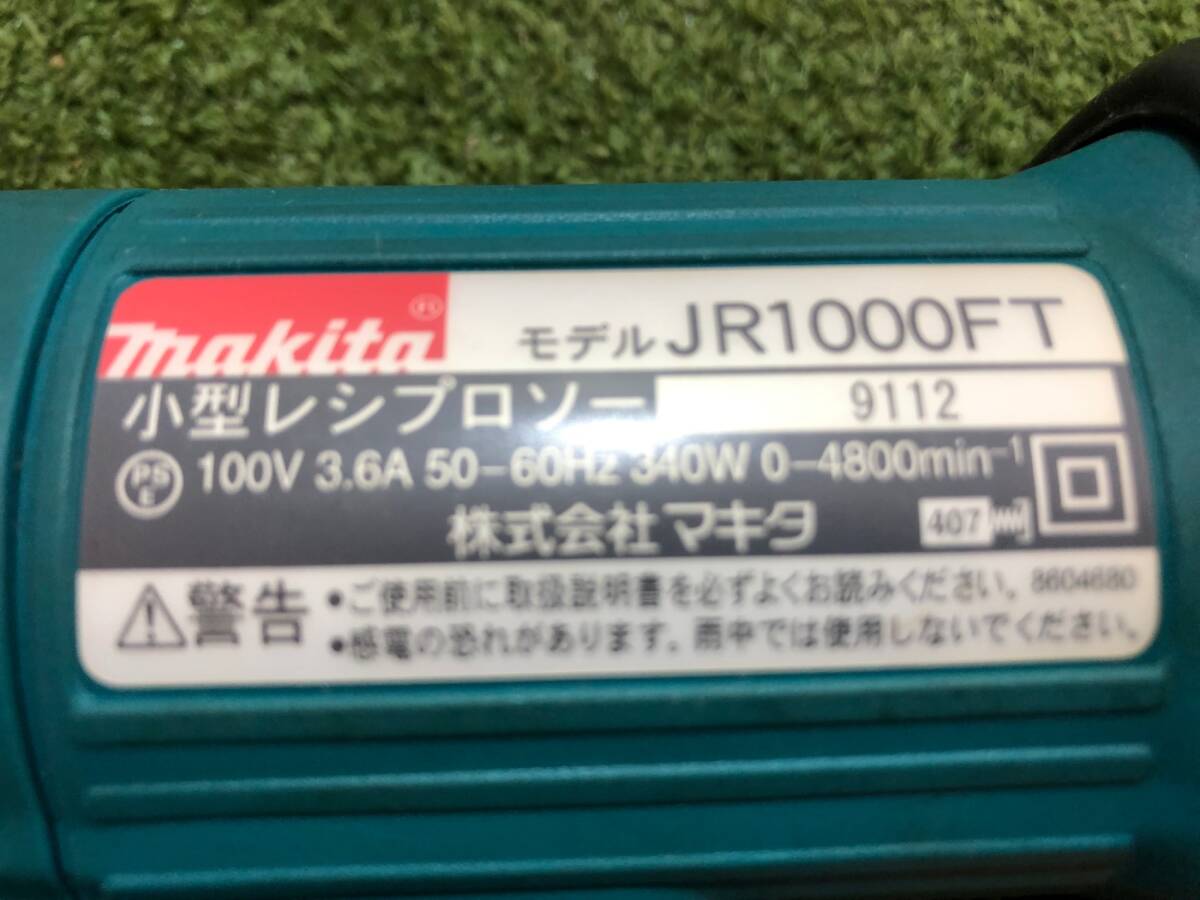 makita ®
モデル JR1000FT
小型レシプロソー 9112
PSE 100V 3.6A 50-60Hz 340W 0-4800min⁻¹
株式会社マキタ 407
警告 •ご使用前に取扱説明書を必ずよくお読みください。 8604680
•感電の恐れがあります。雨中では使用しないでください。